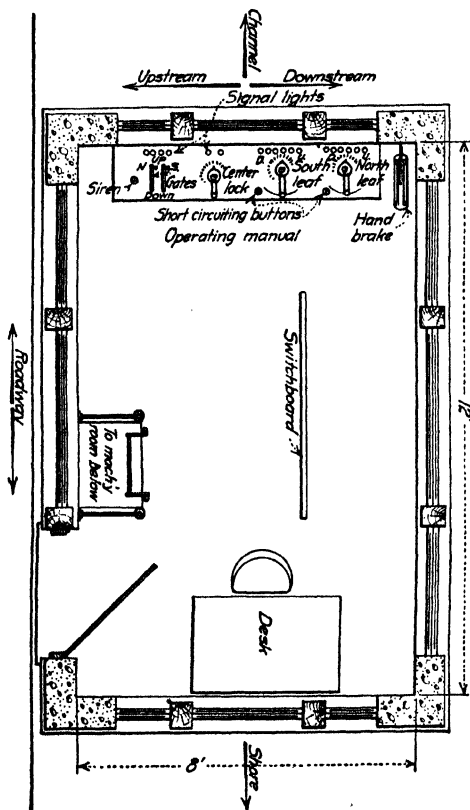 Channel
Upstream
Downstream
Signal lights
N
Up
S
Siren
Gates
Down
Center
lock
South
leaf
North
leaf
Short circuiting buttons
Operating manual
Hand
brake
Roadway
Switchboard
12'
To mach'y
room below
Desk
8'
Shore